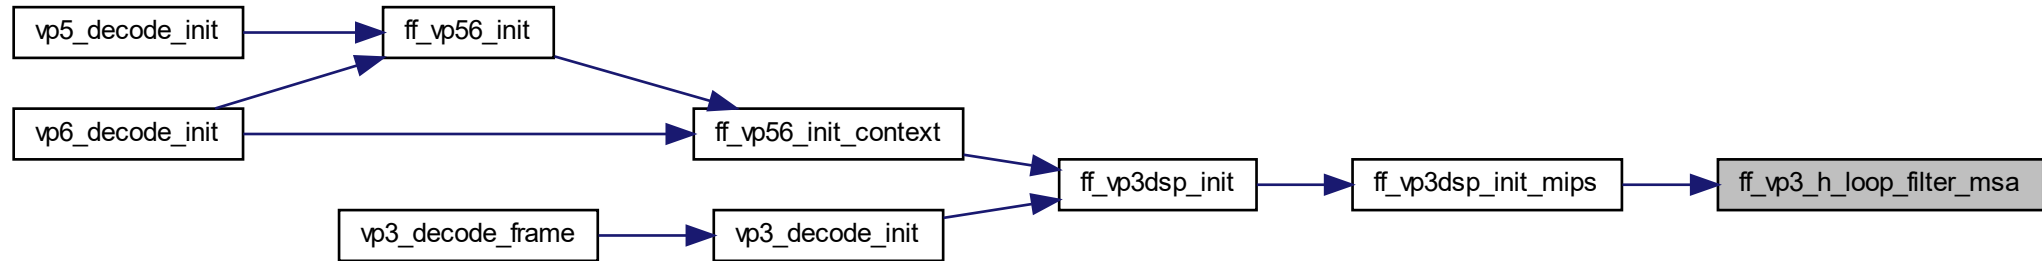 vp5_decode_init
ff_vp56_init
vp6_decode_init
ff_vp56_init_context
ff_vp3dsp_init
ff_vp3dsp_init_mips
ff_vp3_h_loop_filter_msa
vp3_decode_frame
vp3_decode_init